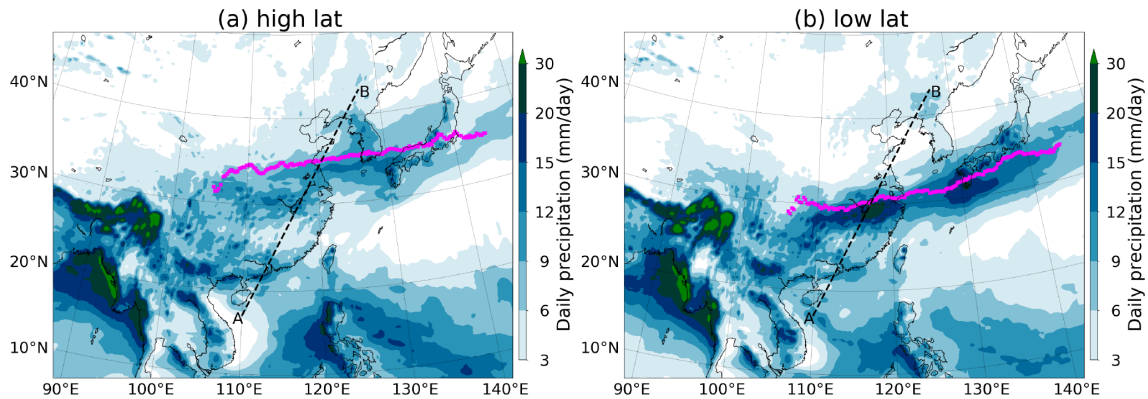 (a) high lat
(b) low lat
40°N
30°N
20°N
10°N
90°E
100°E
110°E
120°E
130°E
140°E
A
B
30
20
15
12
9
6
3
Daily precipitation (mm/day)
40°N
30°N
20°N
10°N
90°E
100°E
110°E
120°E
130°E
140°E
A
B
30
20
15
12
9
6
3
Daily precipitation (mm/day)